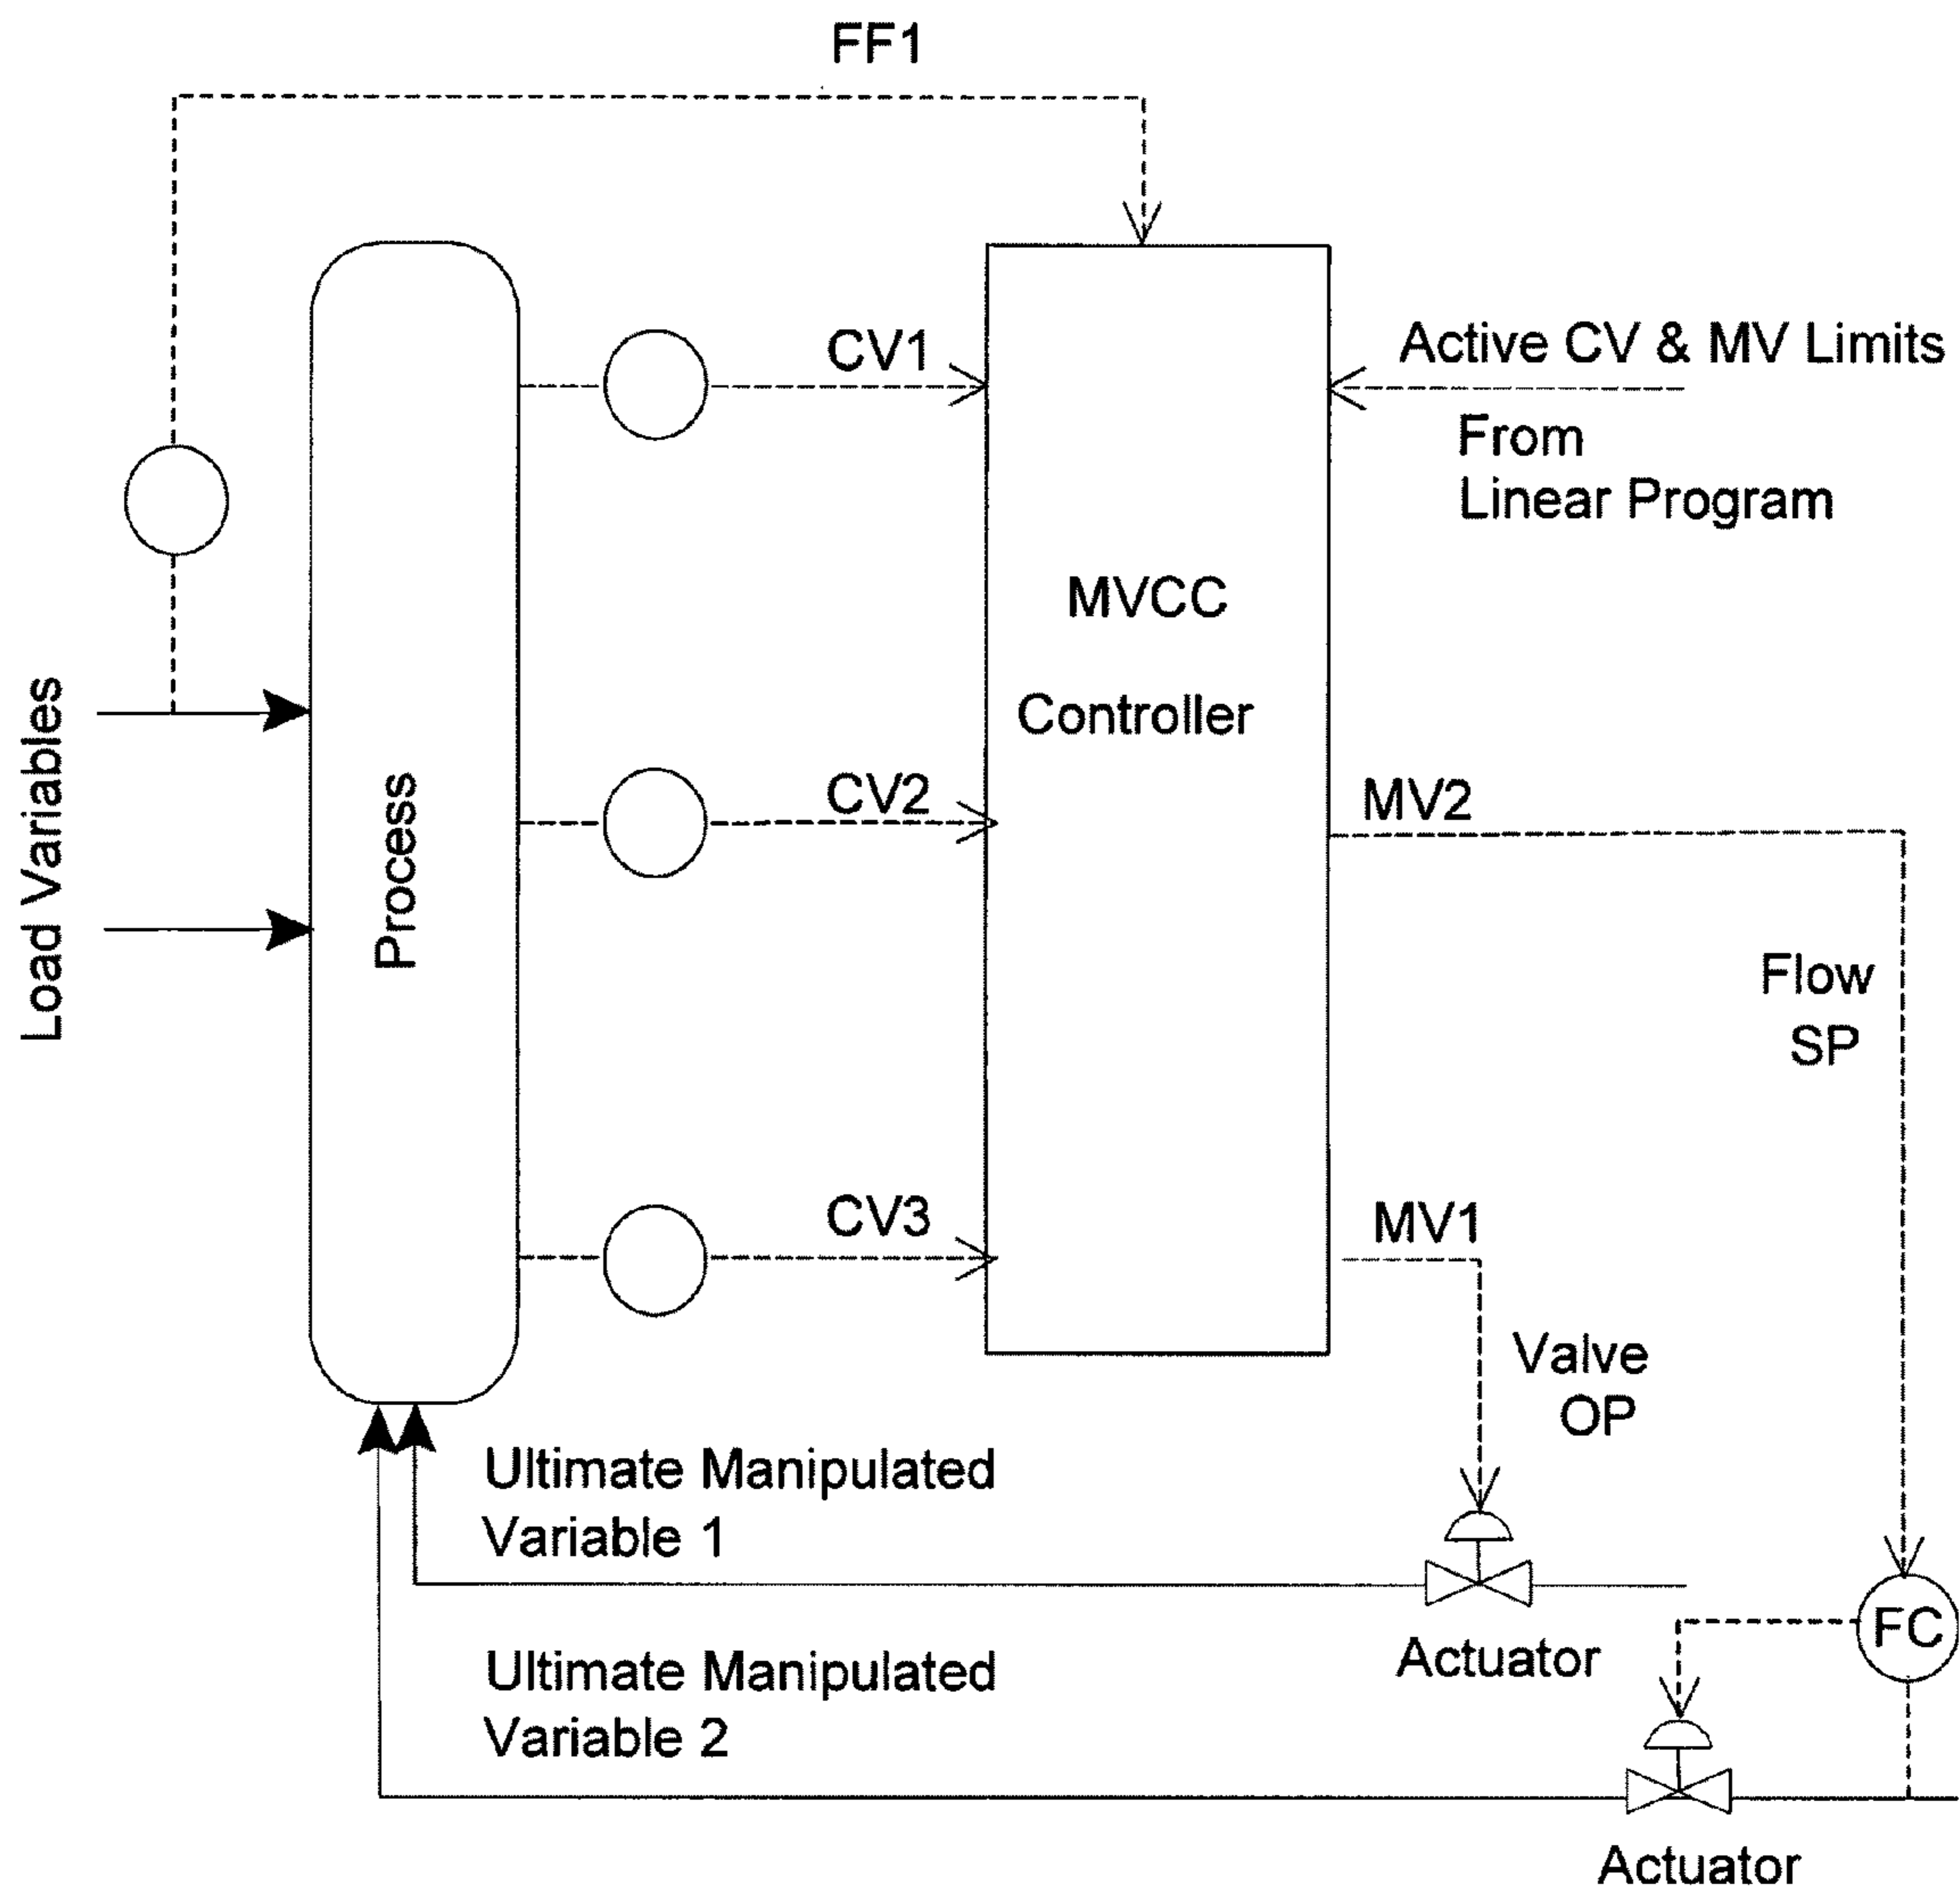 FF1
CV1
Active CV & MV Limits
From
Linear Program
MVCC
Controller
Load Variables
Process
CV2
MV2
Flow
SP
CV3
MV1
Valve
OP
Ultimate Manipulated
Variable 1
FC
Actuator
Ultimate Manipulated
Variable 2
Actuator